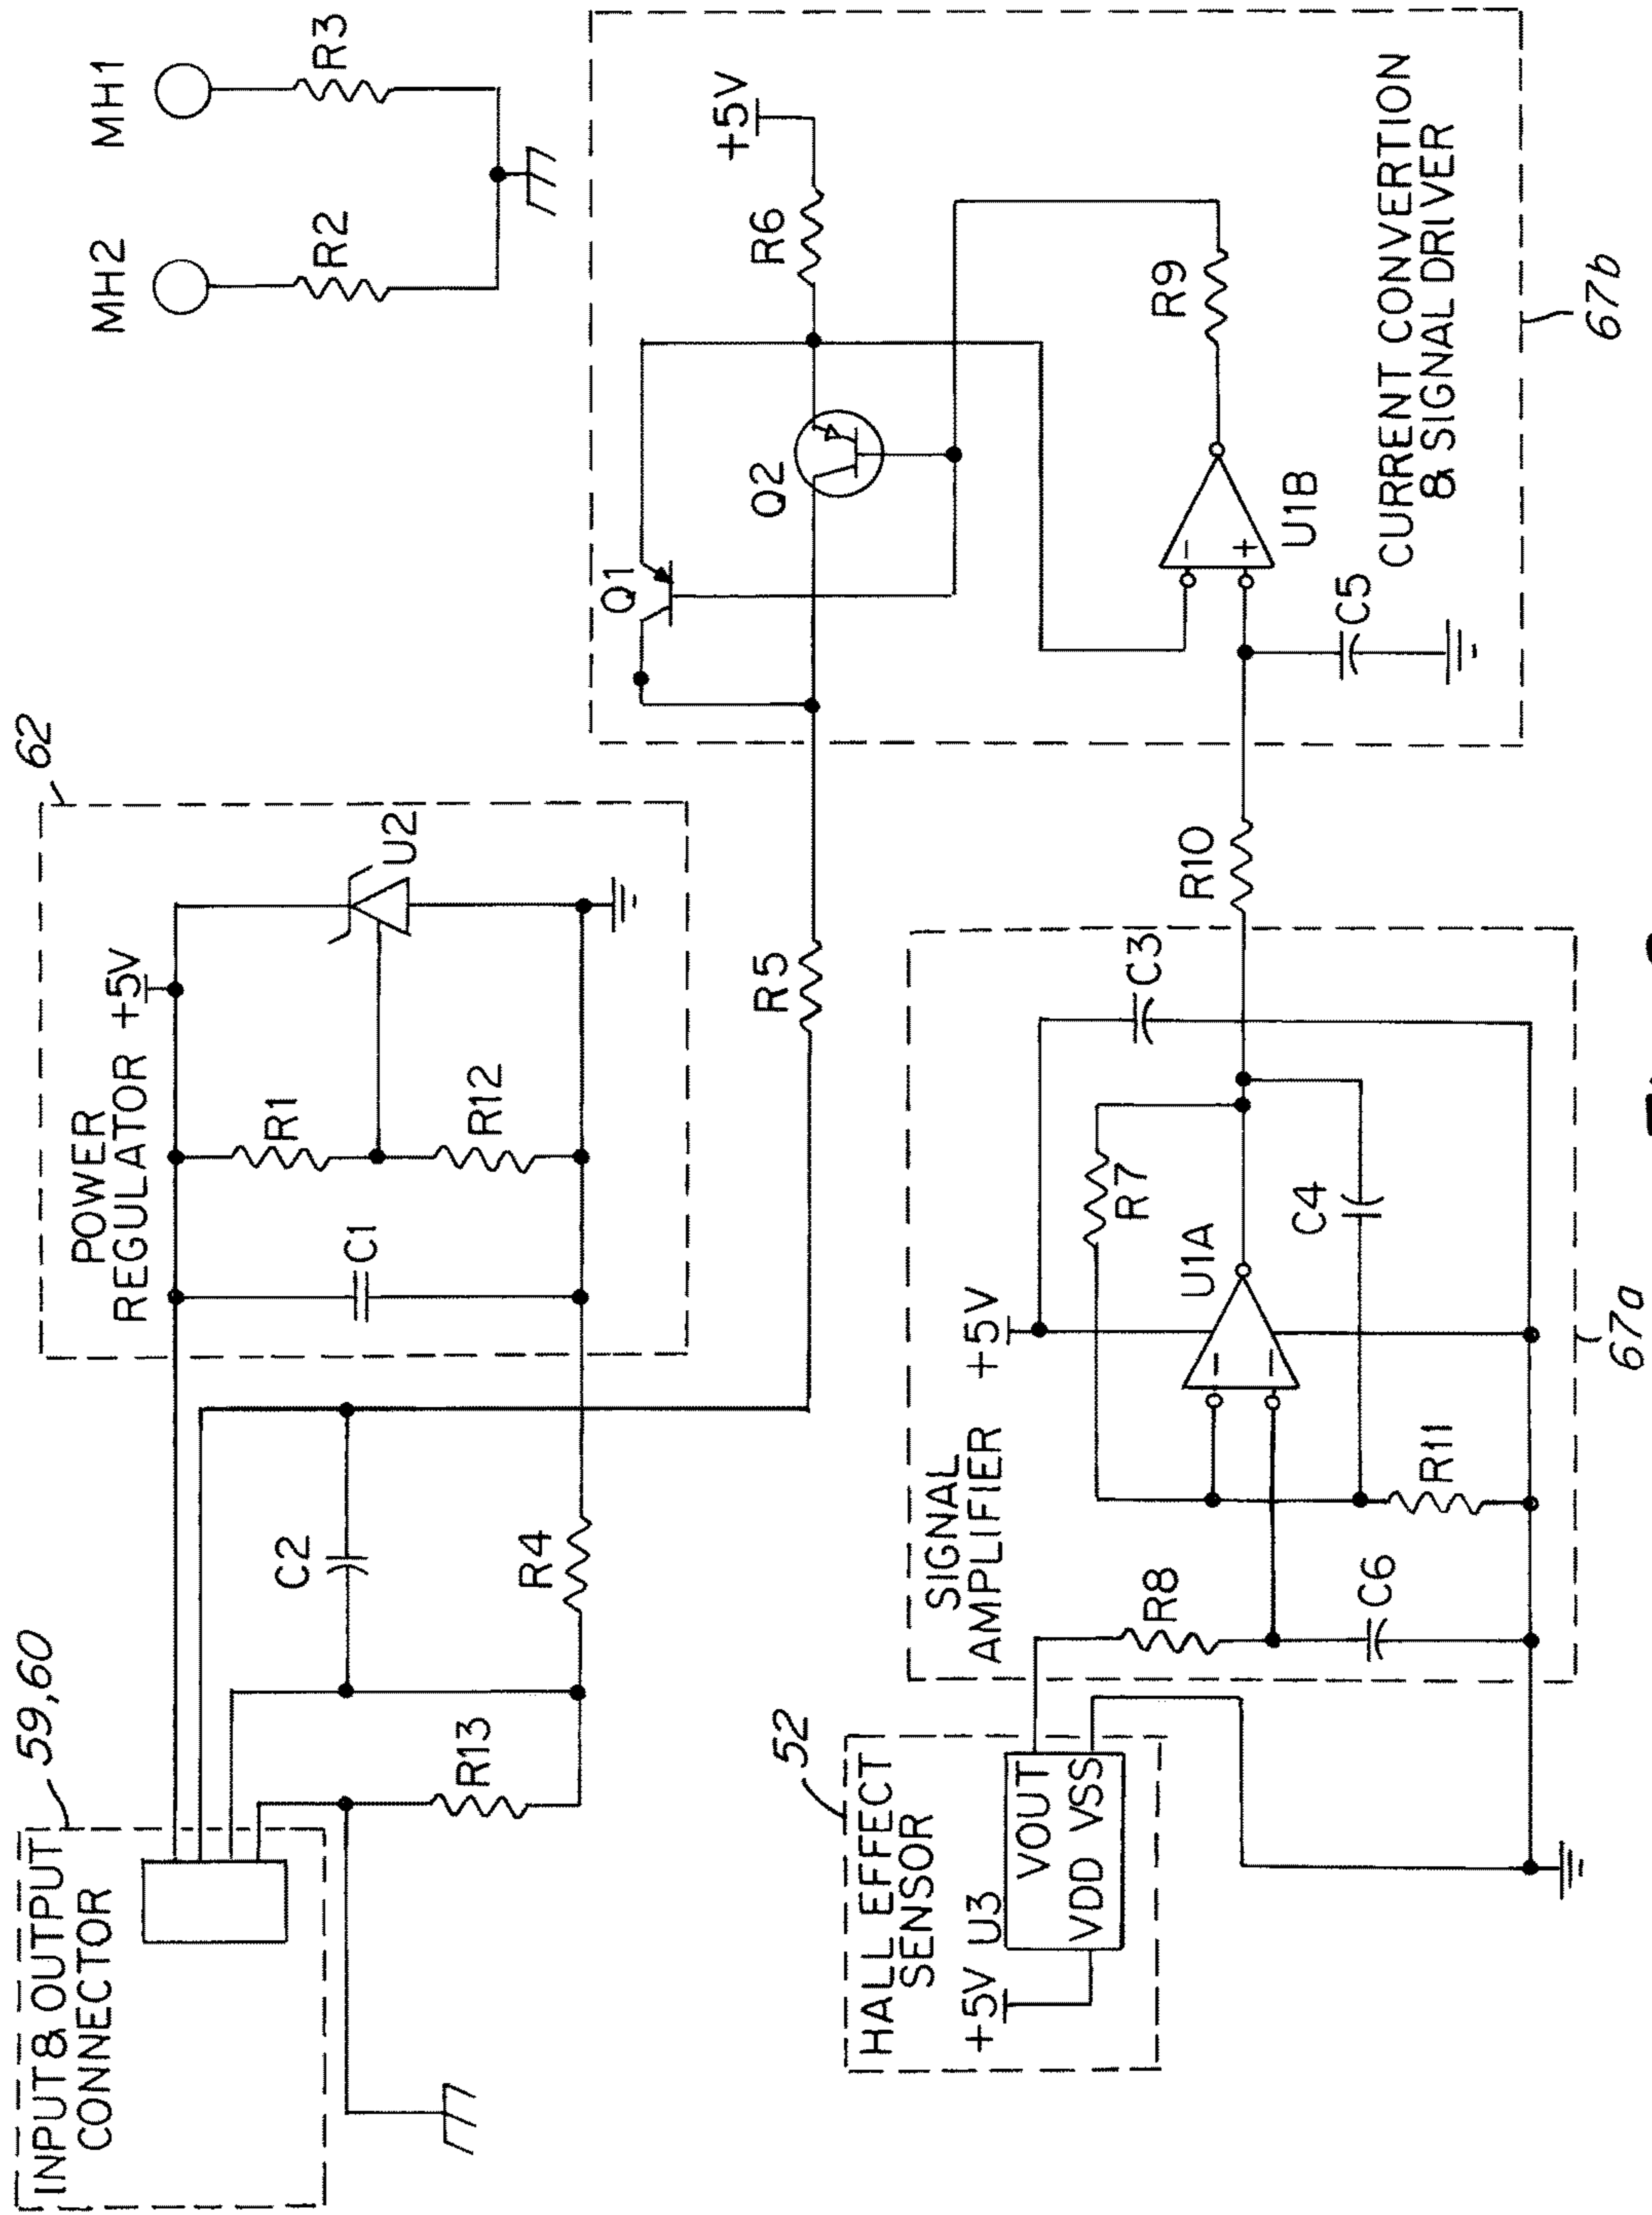 INPUT & OUTPUT
CONNECTOR
59,60
C2
R13
R4
POWER
REGULATOR
+5V
62
C1
R1
R12
U2
R5
MH2
MH1
R2
R3
HALL EFFECT
SENSOR
52
+5V
U3
VOUT
VDD VSS
SIGNAL
AMPLIFIER
+5V
R8
C6
R11
U1A
−
−
R7
C4
C3
67a
R10
Q1
Q2
R6
+5V
R9
−
+
U1B
C5
CURRENT CONVERTION
& SIGNAL DRIVER
67b